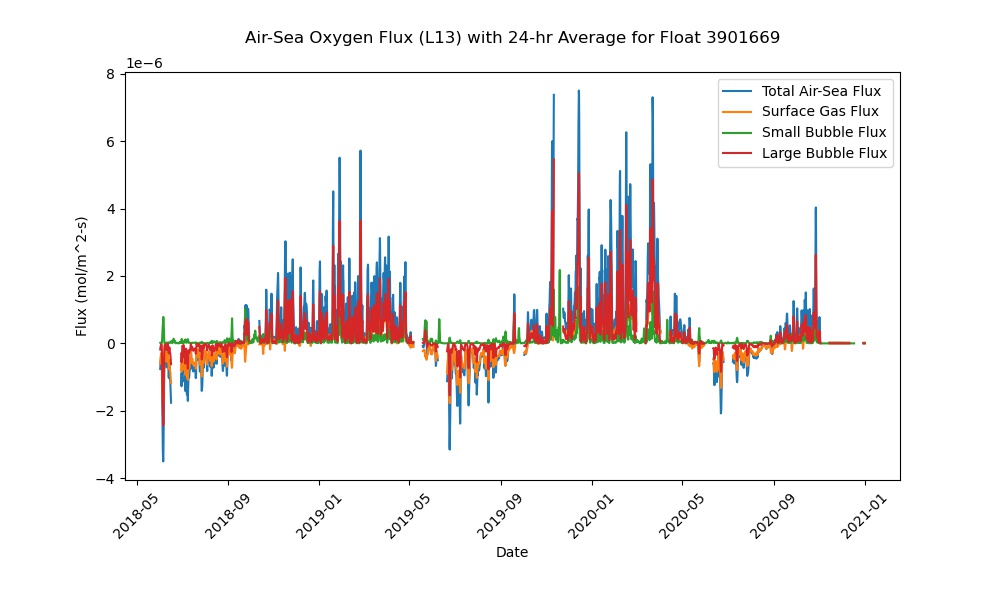 Air-Sea Oxygen Flux (L13) with 24-hr Average for Float 3901669
1e−6
Total Air-Sea Flux
Surface Gas Flux
Small Bubble Flux
Large Bubble Flux
8
6
4
2
0
−2
−4
Flux (mol/m^2-s)
2018-05
2018-09
2019-01
2019-05
2019-09
2020-01
2020-05
2020-09
2021-01
Date